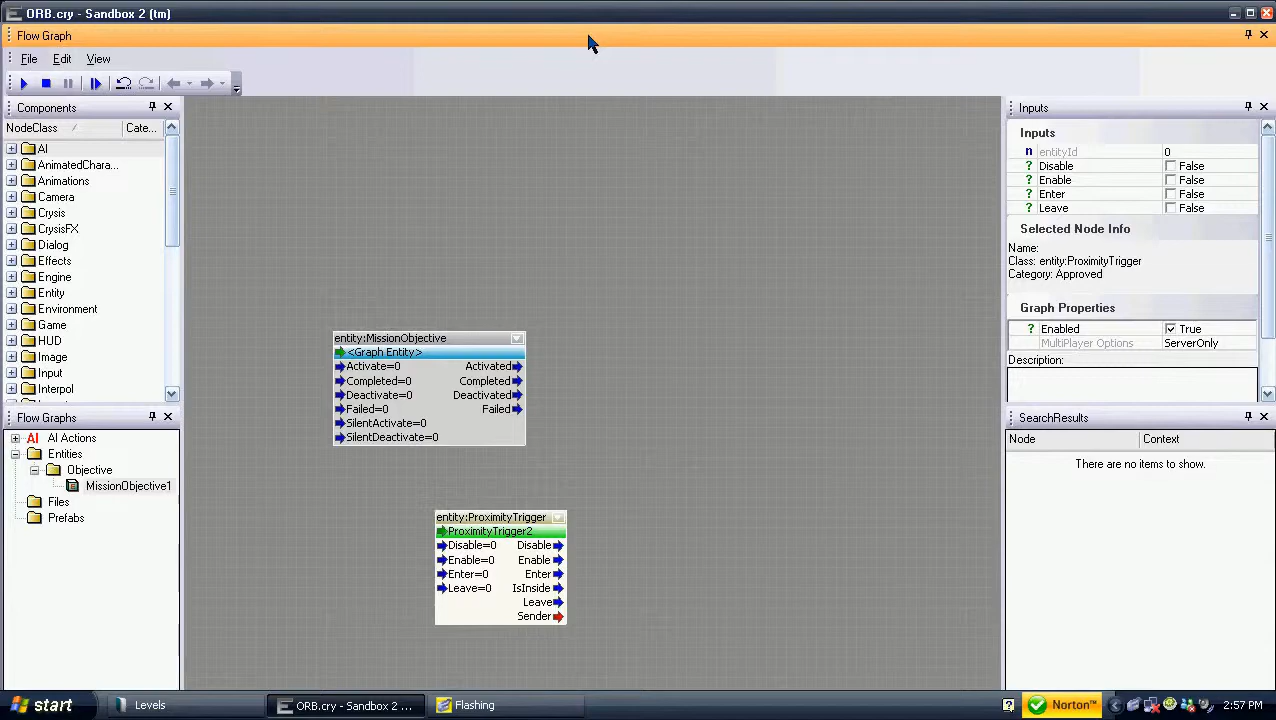 ORB.cry - Sandbox 2 (tm)
Flow Graph
File Edit View
Components
NodeClass Cate...
AI
AnimatedChara...
Animations
Camera
Crysis
CrysisFX
Dialog
Effects
Engine
Entity
Environment
Game
HUD
Image
Input
Interpol
Flow Graphs
AI AI Actions
Entities
Objective
MissionObjective1
Files
Prefabs
entity:MissionObjective
<Graph Entity>
Activate=0 Activated
Completed=0 Completed
Deactivate=0 Deactivated
Failed=0 Failed
SilentActivate=0
SilentDeactivate=0
entity:ProximityTrigger
ProximityTrigger2
Disable=0 Disable
Enable=0 Enable
Enter=0 Enter
Leave=0 IsInside
Leave
Sender
Inputs
Inputs
n entityId 0
? Disable False
? Enable False
? Enter False
? Leave False
Selected Node Info
Name:
Class: entity:ProximityTrigger
Category: Approved
Graph Properties
? Enabled True
MultiPlayer Options ServerOnly
Description:
SearchResults
Node Context
There are no items to show.
start Levels ORB.cry - Sandbox 2 ... Flashing Norton™ 2:57 PM